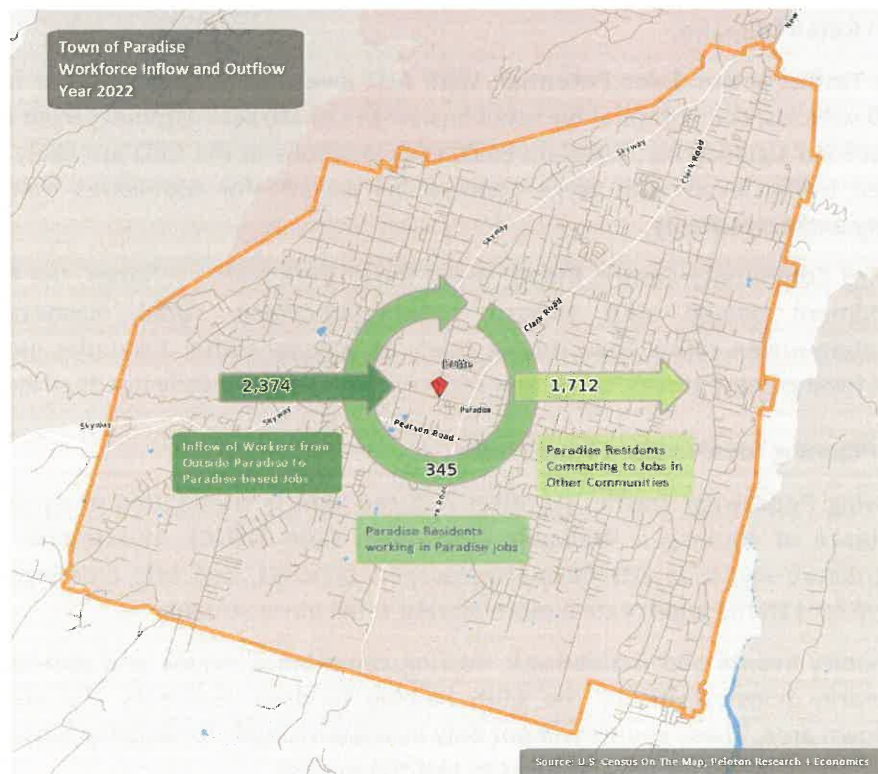 Town of Paradise
Workforce Inflow and Outflow
Year 2022
New
Skyway
Clark Road
Skyway
Clark Road
2,374
1,712
Paradise
Skyway
Skyway
Pearson Road
Inflow of Workers from
Outside Paradise to
Paradise based Jobs
345
Paradise Residents
Commuting to Jobs in
Other Communities
Paradise Residents
working in Paradise jobs
Source: U.S. Census On The Map, Peloton Research + Economics